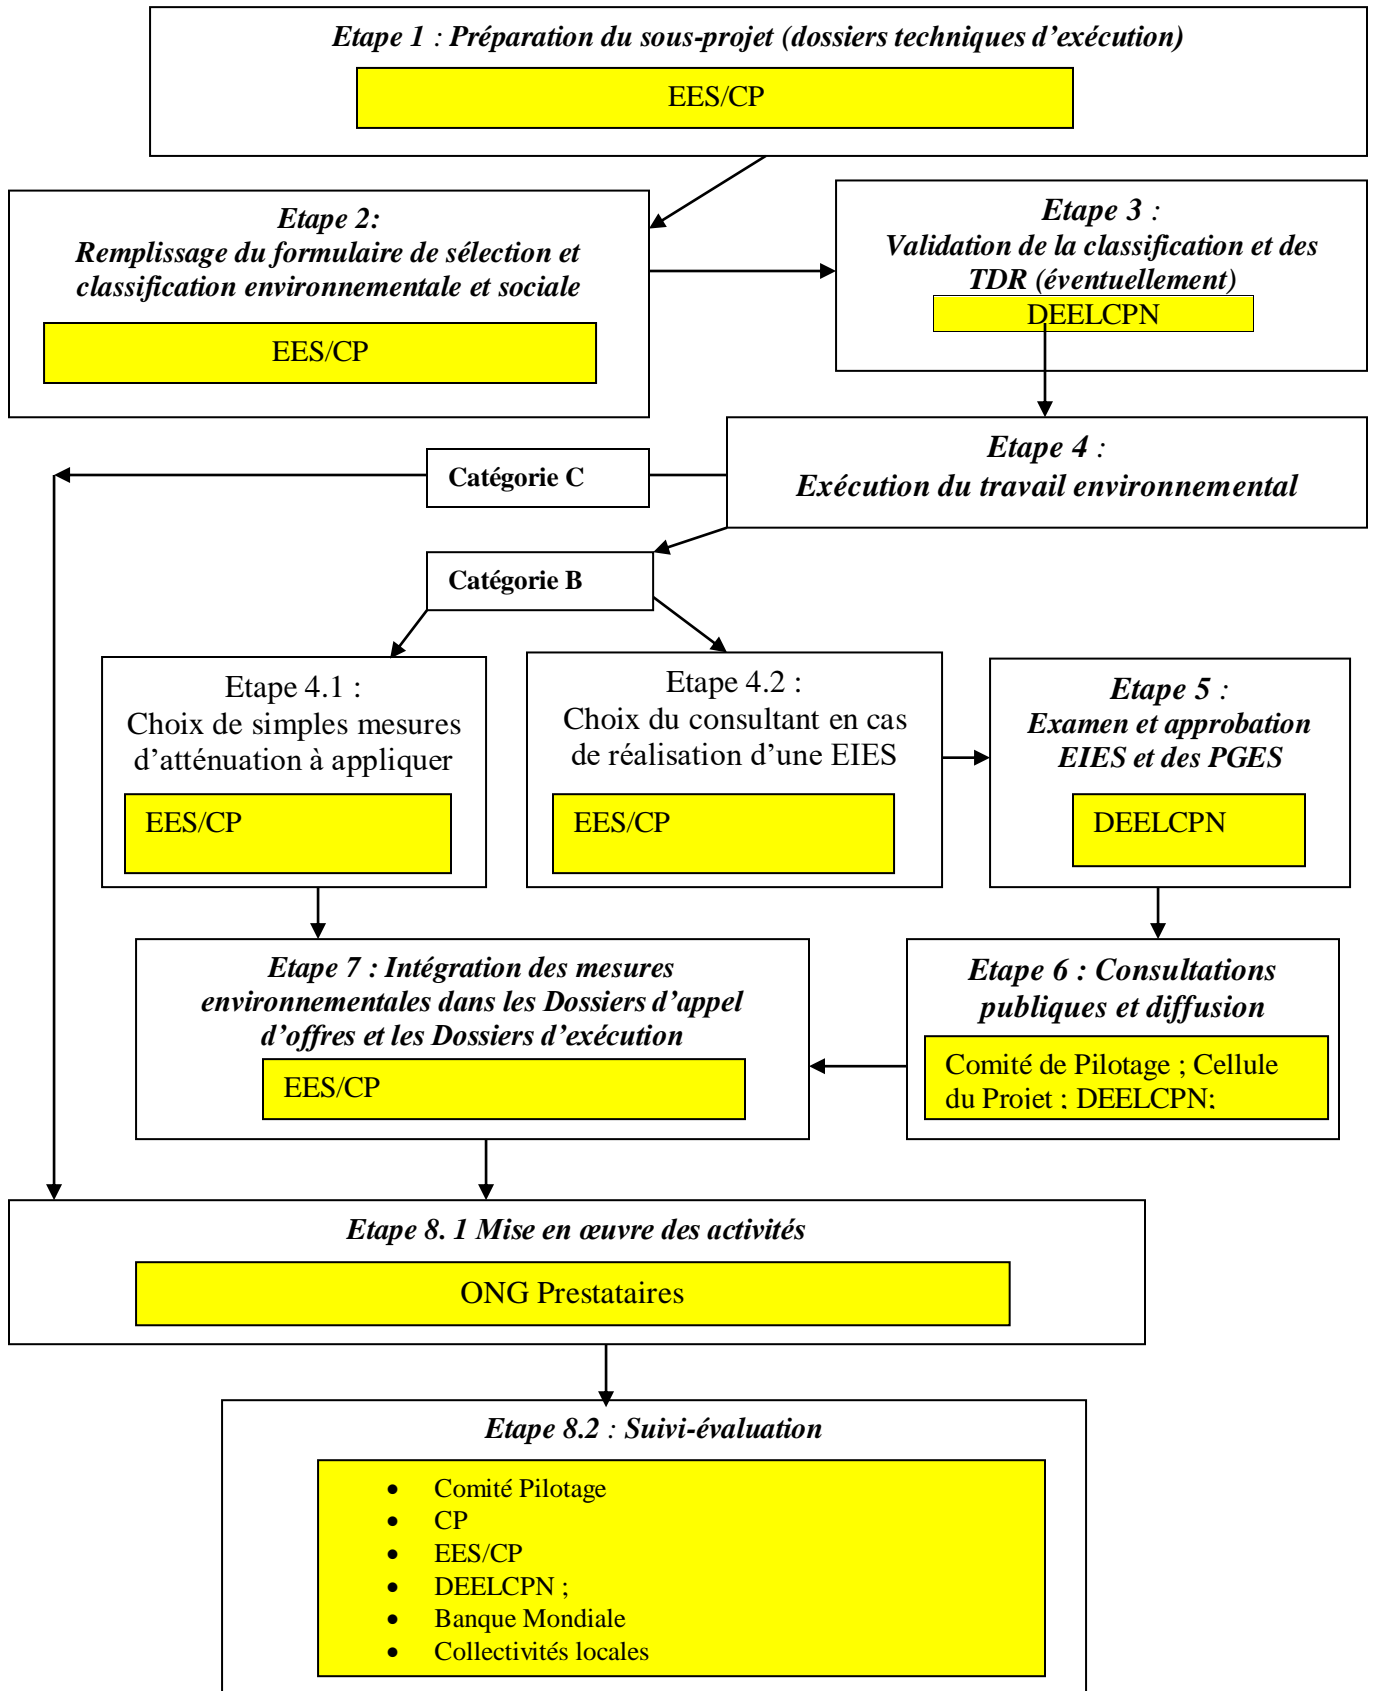 Etape 1 : Préparation du sous-projet (dossiers techniques d’exécution)
EES/CP
Etape 2:
Remplissage du formulaire de sélection et
classification environnementale et sociale
EES/CP
Etape 3 :
Validation de la classification et des
TDR (éventuellement)
DEELCPN
Etape 4 :
Exécution du travail environnemental
Catégorie C
Catégorie B
Etape 4.1 :
Choix de simples mesures
d’atténuation à appliquer
EES/CP
Etape 4.2 :
Choix du consultant en cas
de réalisation d’une EIES
EES/CP
Etape 5 :
Examen et approbation
EIES et des PGES
DEELCPN
Etape 7 : Intégration des mesures
environnementales dans les Dossiers d’appel
d’offres et les Dossiers d’exécution
EES/CP
Etape 6 : Consultations
publiques et diffusion
Comité de Pilotage ; Cellule
du Projet ; DEELCPN;
Etape 8. 1 Mise en œuvre des activités
ONG Prestataires
Etape 8.2 : Suivi-évaluation
• Comité Pilotage
• CP
• EES/CP
• DEELCPN ;
• Banque Mondiale
• Collectivités locales